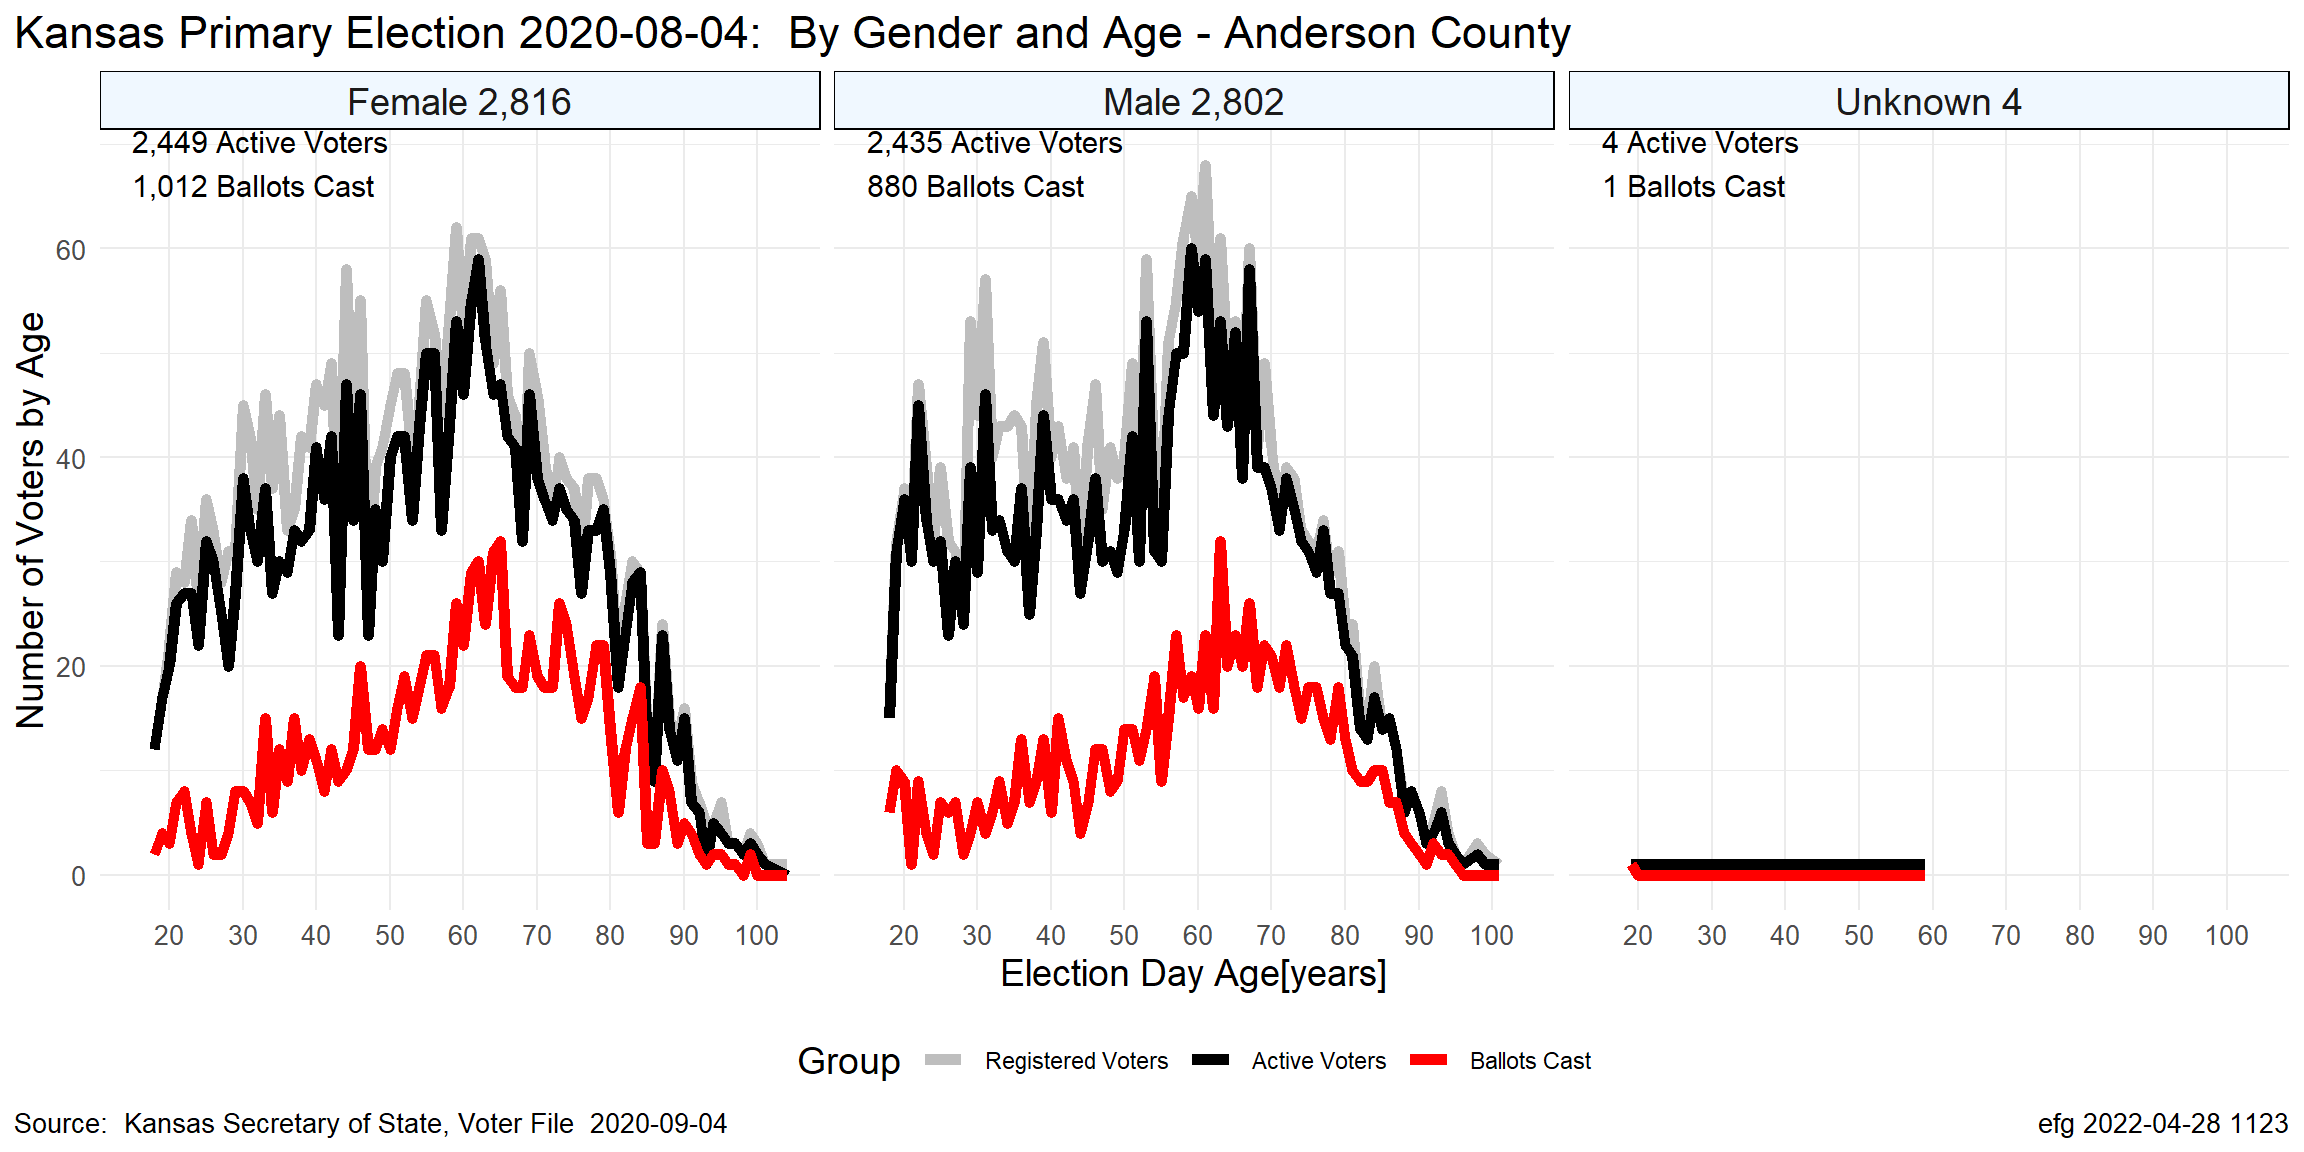 Kansas Primary Election 2020-08-04:  By Gender and Age - Anderson County
Female 2,816
Male 2,802
Unknown 4
2,449 Active Voters
1,012 Ballots Cast
2,435 Active Voters
880 Ballots Cast
4 Active Voters
1 Ballots Cast
Number of Voters by Age
60
40
20
0
20 30 40 50 60 70 80 90 100
20 30 40 50 60 70 80 90 100
20 30 40 50 60 70 80 90 100
Election Day Age[years]
Group Registered Voters Active Voters Ballots Cast
Source:  Kansas Secretary of State, Voter File  2020-09-04
efg 2022-04-28 1123